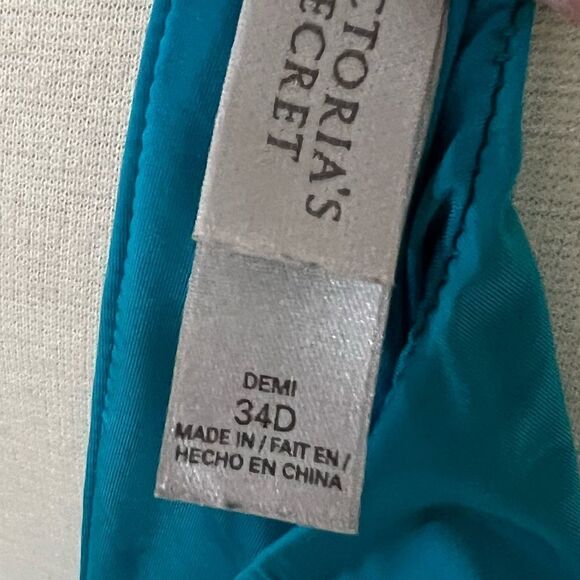 CTORIA'S
ECRET
DEMI
34D
MADE IN / FAIT EN /
HECHO EN CHINA